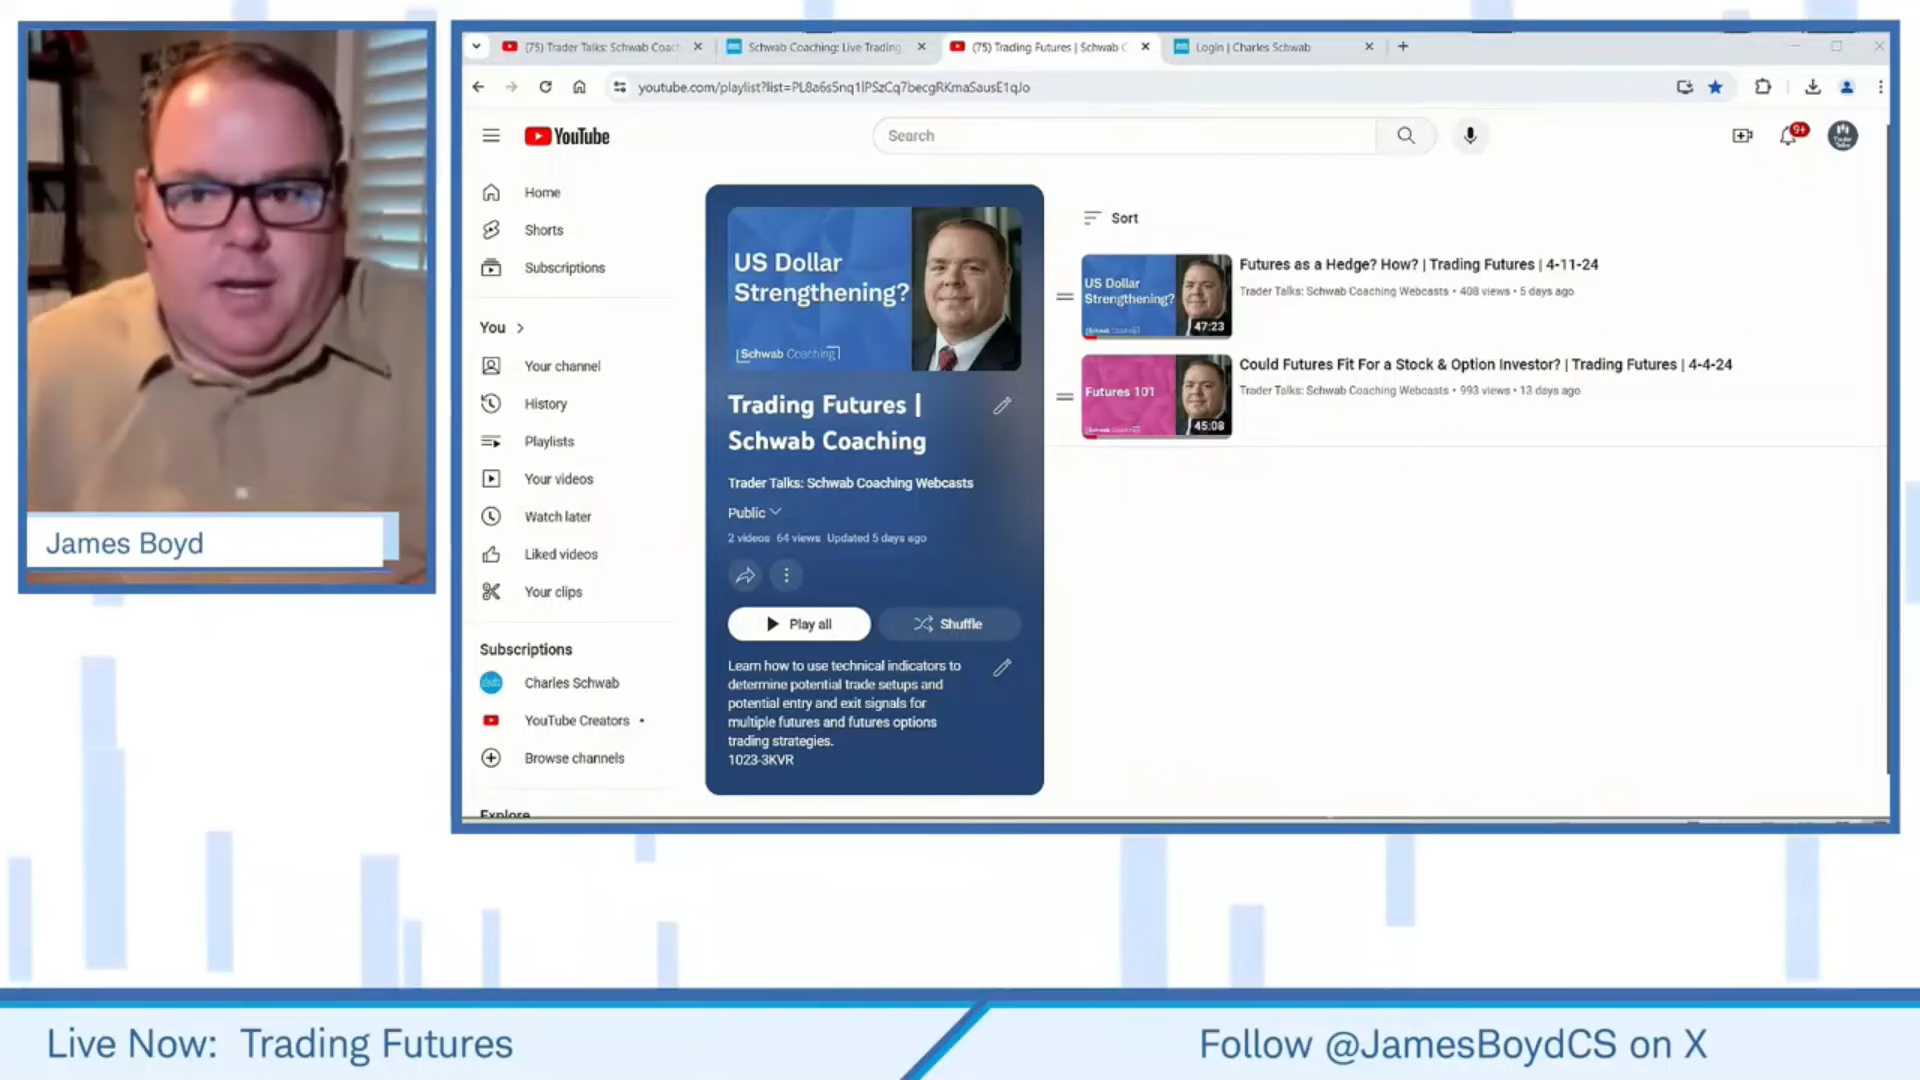 James Boyd
(75) Trader Talks: Schwab Coach
Schwab Coaching: Live Trading
(75) Trading Futures | Schwab C
Login | Charles Schwab
youtube.com/playlist?list=PL8a6s5nq1lPSzCq7becgRKmaSausE1qJo
YouTube
Search
9+
Home
Shorts
Subscriptions
You
Your channel
History
Playlists
Your videos
Watch later
Liked videos
Your clips
Subscriptions
Charles Schwab
YouTube Creators
Browse channels
Explore
US Dollar
Strengthening?
Schwab Coaching
Trading Futures |
Schwab Coaching
Trader Talks: Schwab Coaching Webcasts
Public
2 videos 64 views Updated 5 days ago
Play all
Shuffle
Learn how to use technical indicators to
determine potential trade setups and
potential entry and exit signals for
multiple futures and futures options
trading strategies.
1023-3KVR
Sort
US Dollar
Strengthening?
47:23
Futures as a Hedge? How? | Trading Futures | 4-11-24
Trader Talks: Schwab Coaching Webcasts • 408 views • 5 days ago
Futures 101
45:08
Could Futures Fit For a Stock & Option Investor? | Trading Futures | 4-4-24
Trader Talks: Schwab Coaching Webcasts • 993 views • 13 days ago
Live Now: Trading Futures
Follow @JamesBoydCS on X